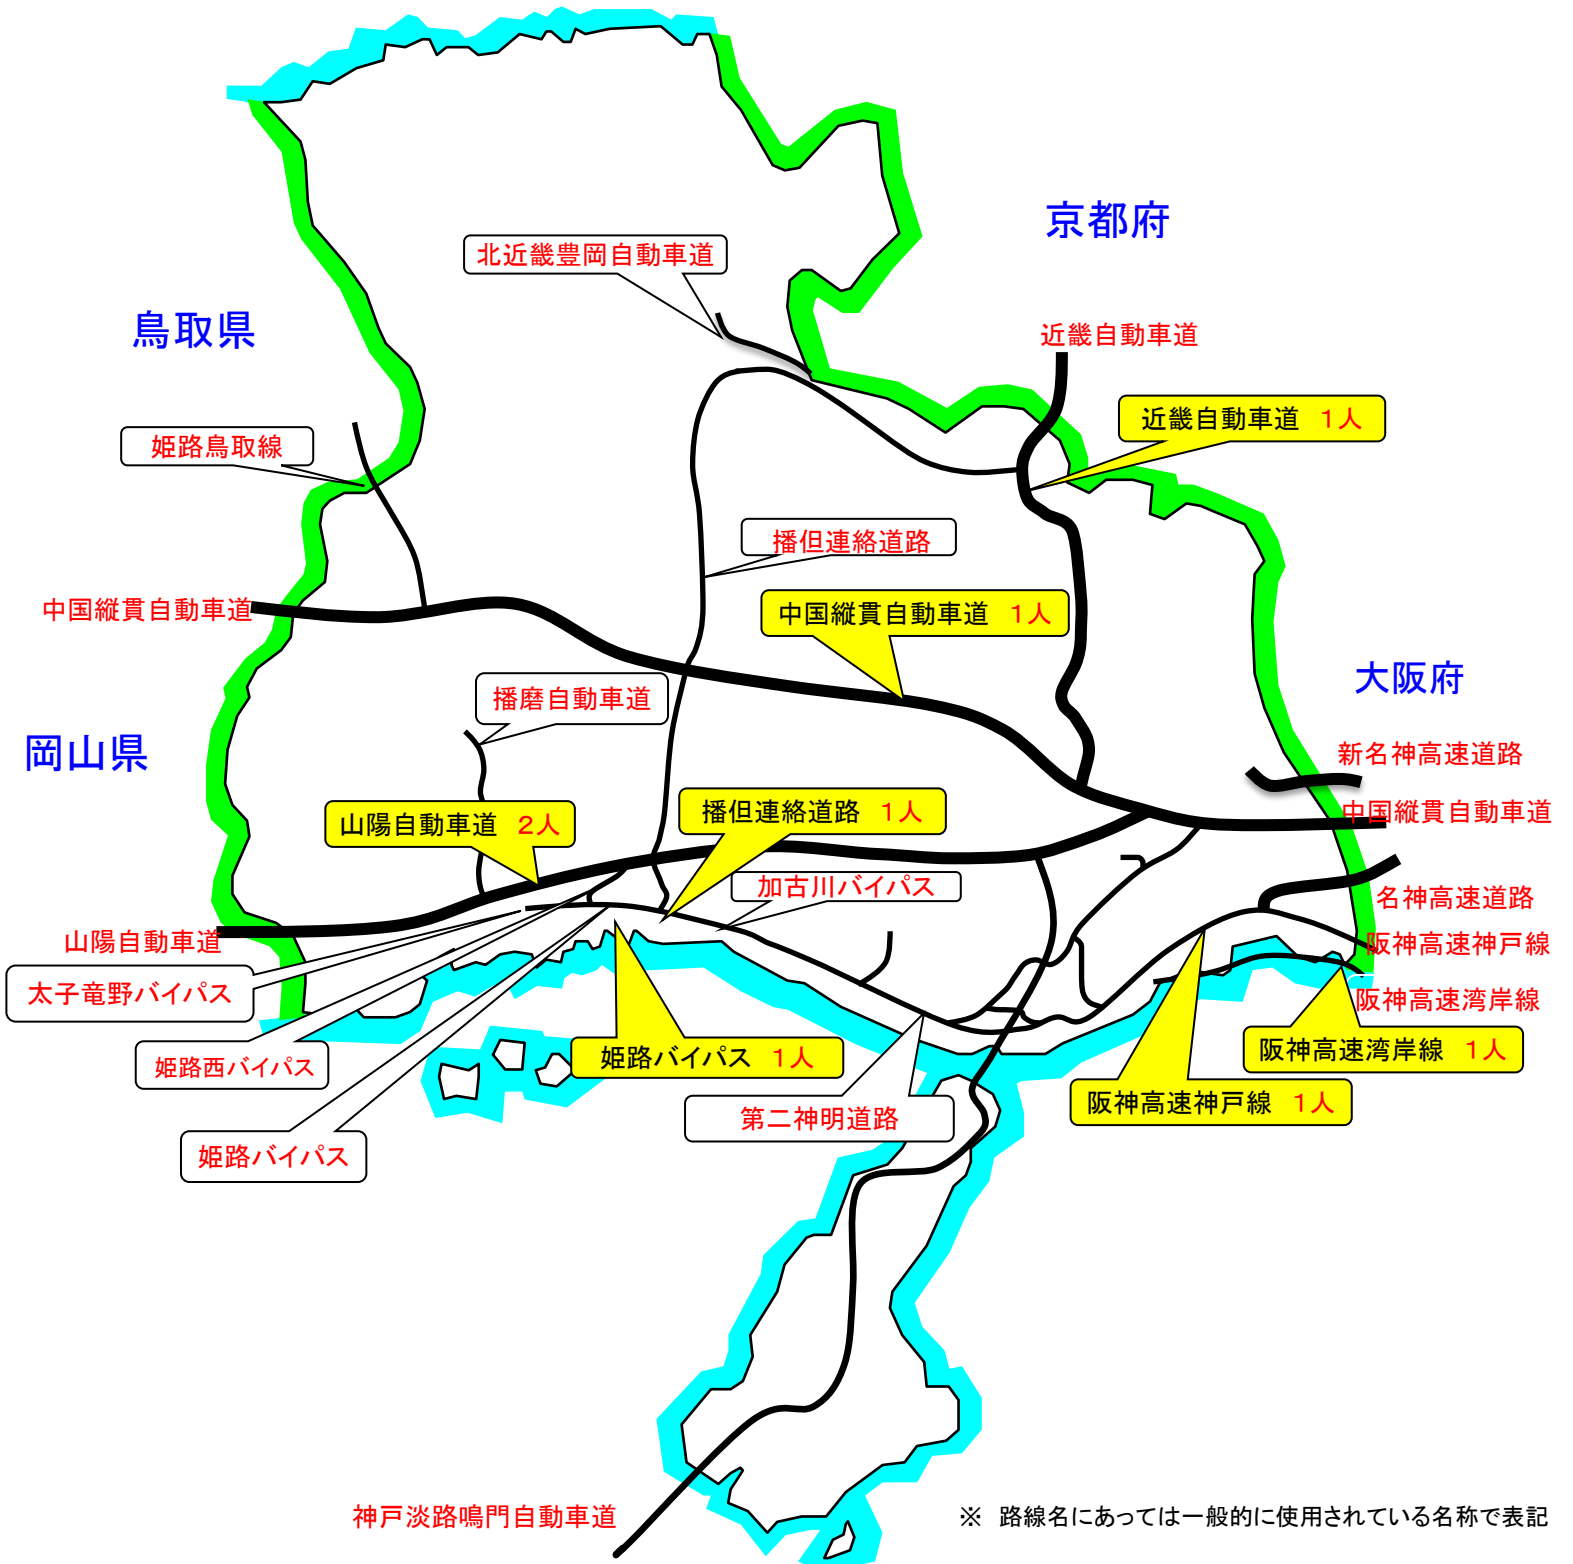 京都府
北近畿豊岡自動車道
鳥取県
近畿自動車道
近畿自動車道　1人
姫路鳥取線
播但連絡道路
中国縦貫自動車道
中国縦貫自動車道　1人
大阪府
播磨自動車道
岡山県
新名神高速道路
山陽自動車道　2人
播但連絡道路　1人
中国縦貫自動車道
加古川バイパス
名神高速道路
山陽自動車道
阪神高速神戸線
太子竜野バイパス
阪神高速湾岸線
姫路西バイパス
姫路バイパス　1人
阪神高速湾岸線　1人
阪神高速神戸線　1人
第二神明道路
姫路バイパス
神戸淡路鳴門自動車道
※　路線名にあっては一般的に使用されている名称で表記